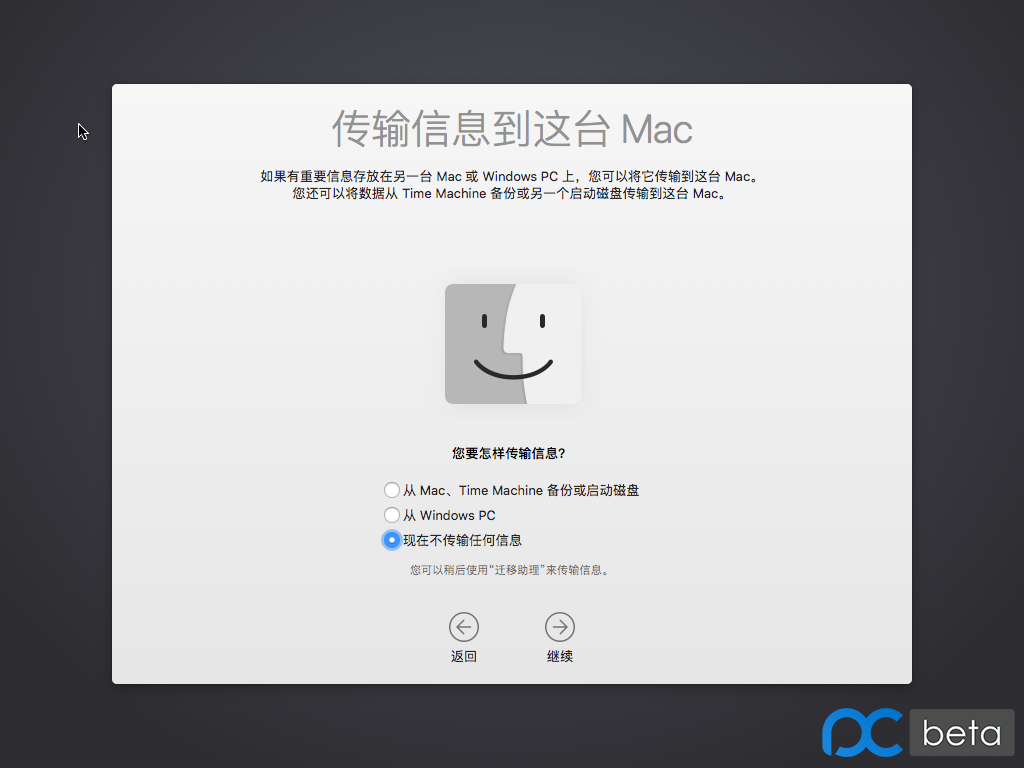 传输信息到这台 Mac
如果有重要信息存放在另一台 Mac 或 Windows PC 上，您可以将它传输到这台 Mac。
您还可以将数据从 Time Machine 备份或另一个启动磁盘传输到这台 Mac。
您要怎样传输信息?
从 Mac、Time Machine 备份或启动磁盘
从 Windows PC
现在不传输任何信息
您可以稍后使用“迁移助理”来传输信息。
返回
继续
pc beta